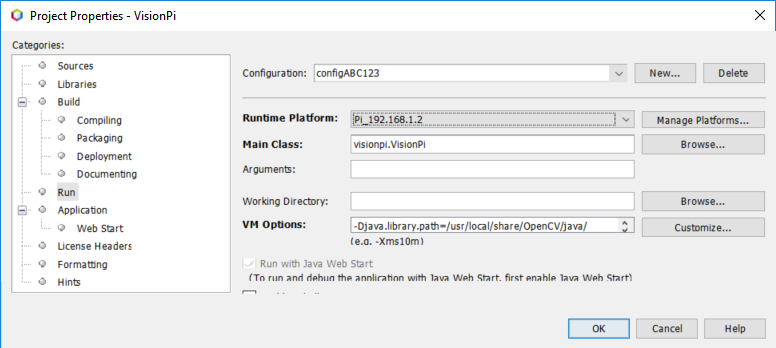 Project Properties - VisionPi
Categories:
Sources
Libraries
Build
Compiling
Packaging
Deployment
Documenting
Run
Application
Web Start
License Headers
Formatting
Hints
Configuration: configABC123 New... Delete
Runtime Platform: Pi_192.168.1.2 Manage Platforms...
Main Class: visionpi.VisionPi Browse...
Arguments:
Working Directory: Browse...
VM Options: -Djava.library.path=/usr/local/share/OpenCV/java/ Customize...
(e.g. -Xms10m)
Run with Java Web Start
(To run and debug the application with Java Web Start, first enable Java Web Start)
OK Cancel Help